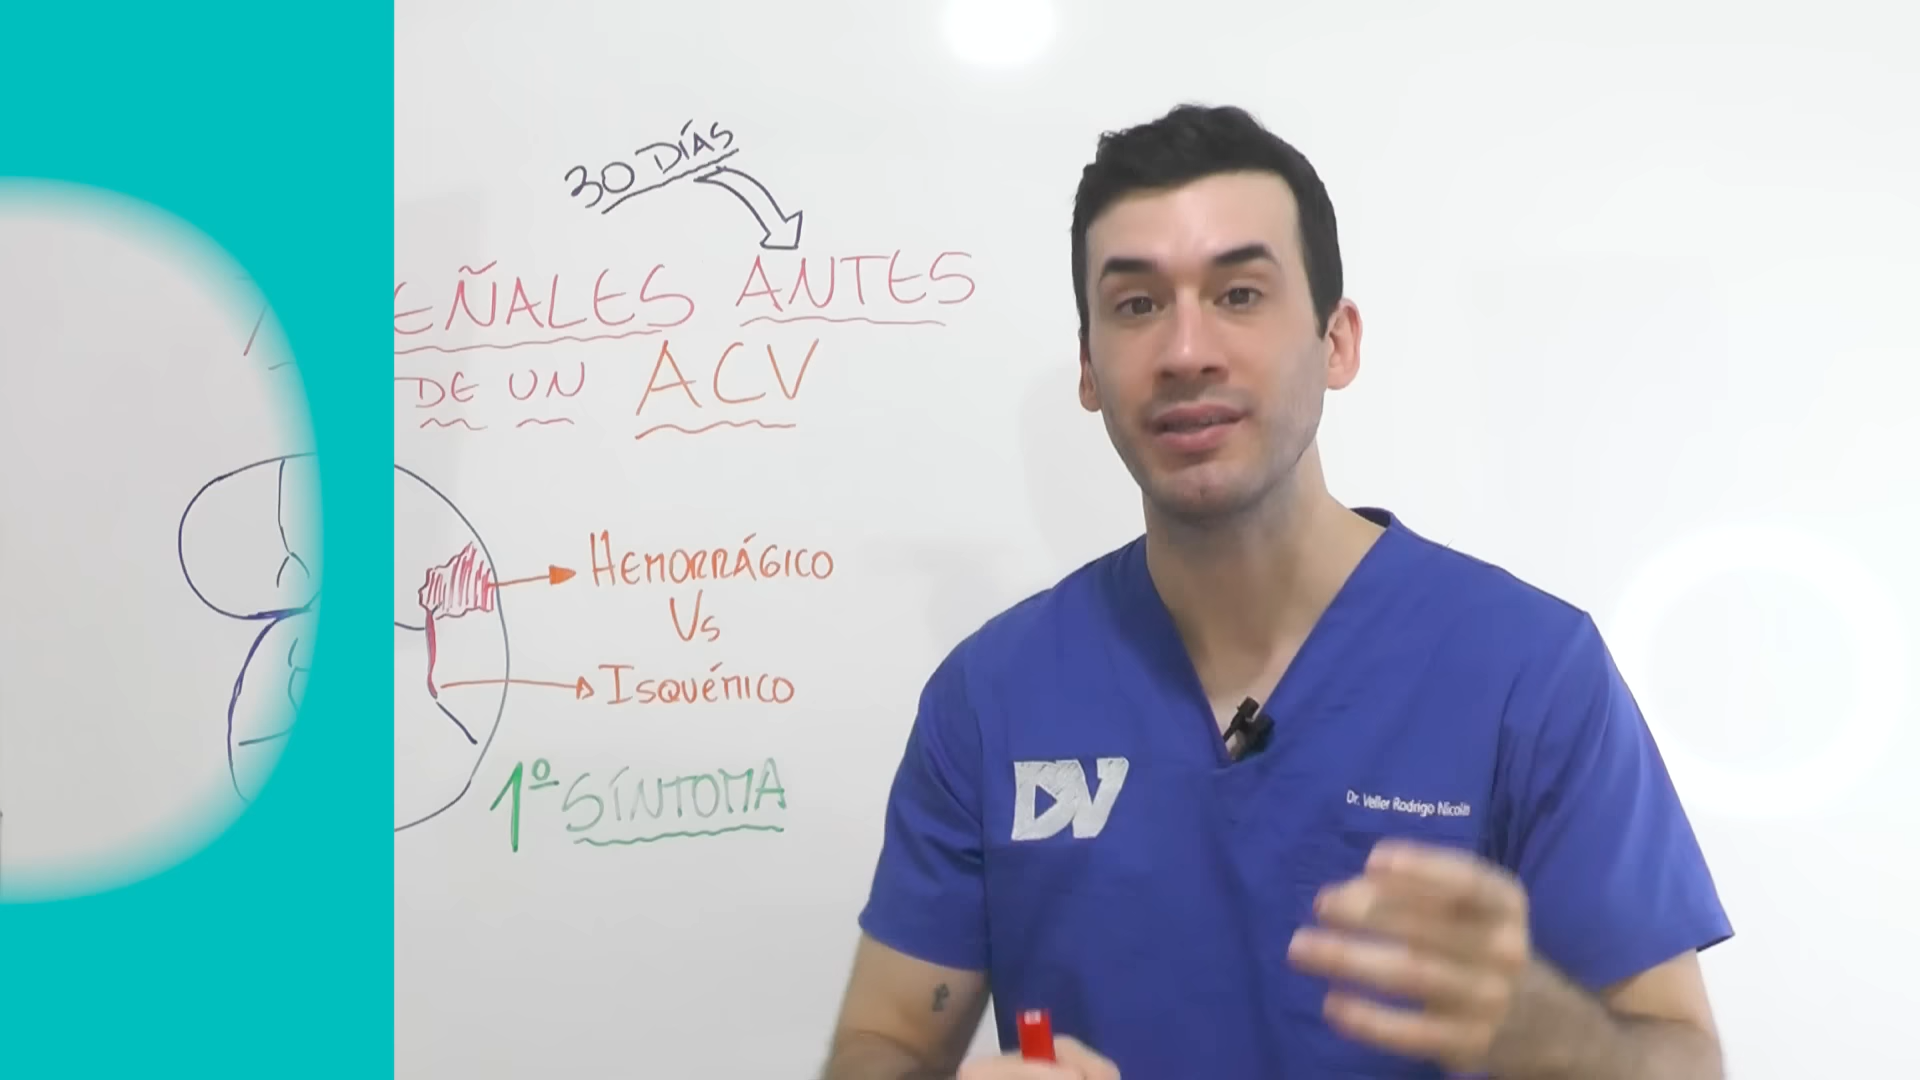 30 DÍAS
EÑALES ANTES
DE UN ACV
HEMORRÁGICO
Vs
ISQUÉMICO
1º SÍNTOMA
DV
Dr. Veller Rodrigo Nicolás